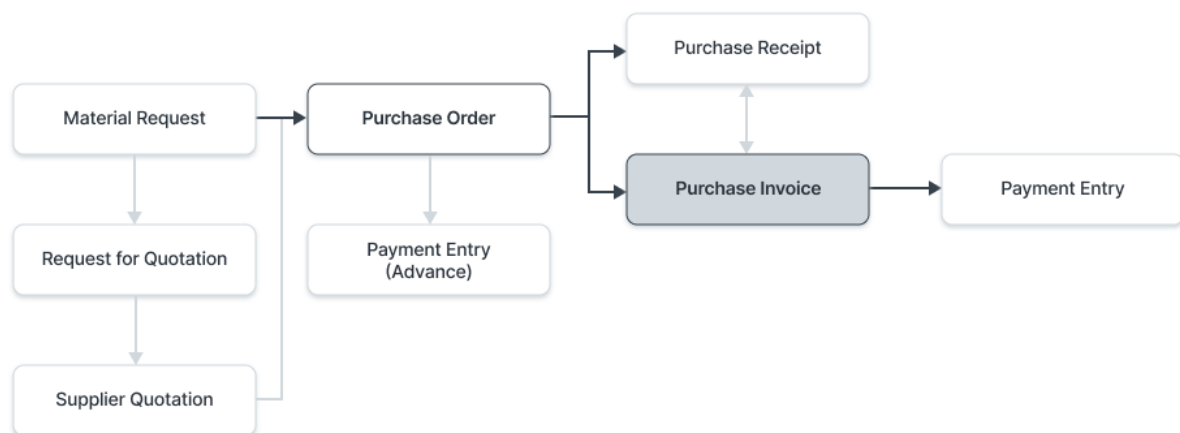 Purchase Receipt
Material Request
Purchase Order
Purchase Invoice
Payment Entry
Request for Quotation
Payment Entry
(Advance)
Supplier Quotation